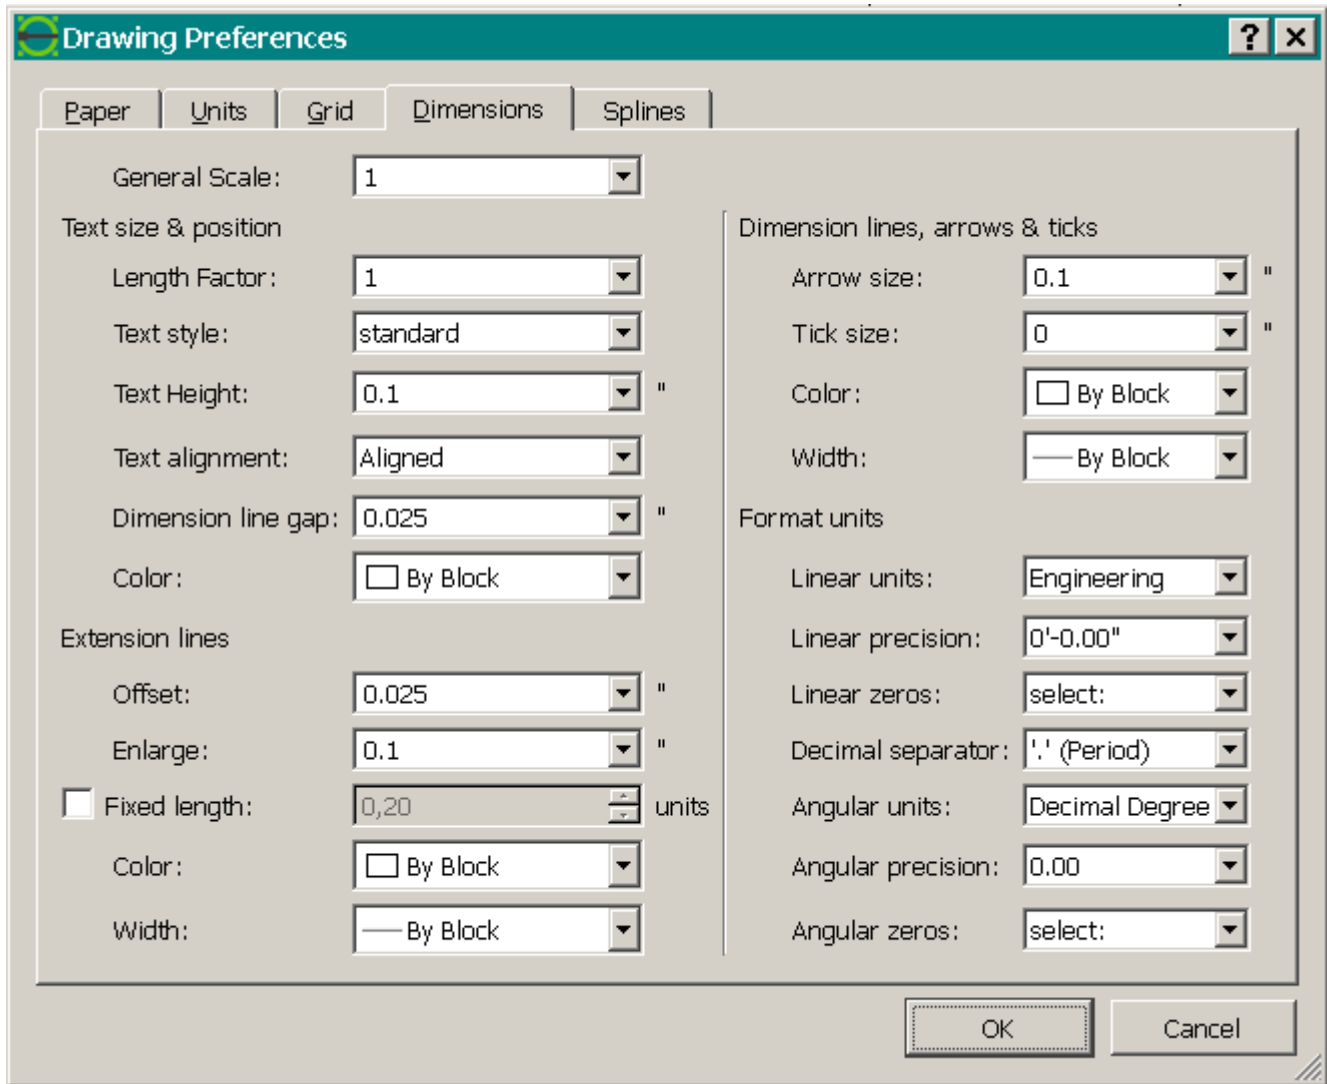 Drawing Preferences
Paper Units Grid Dimensions Splines
General Scale: 1
Text size & position
Length Factor: 1
Text style: standard
Text Height: 0.1 "
Text alignment: Aligned
Dimension line gap: 0.025 "
Color: By Block
Extension lines
Offset: 0.025 "
Enlarge: 0.1 "
Fixed length: 0,20 units
Color: By Block
Width: By Block
Dimension lines, arrows & ticks
Arrow size: 0.1 "
Tick size: 0 "
Color: By Block
Width: By Block
Format units
Linear units: Engineering
Linear precision: 0'-0.00"
Linear zeros: select:
Decimal separator: '.' (Period)
Angular units: Decimal Degree
Angular precision: 0.00
Angular zeros: select:
OK Cancel